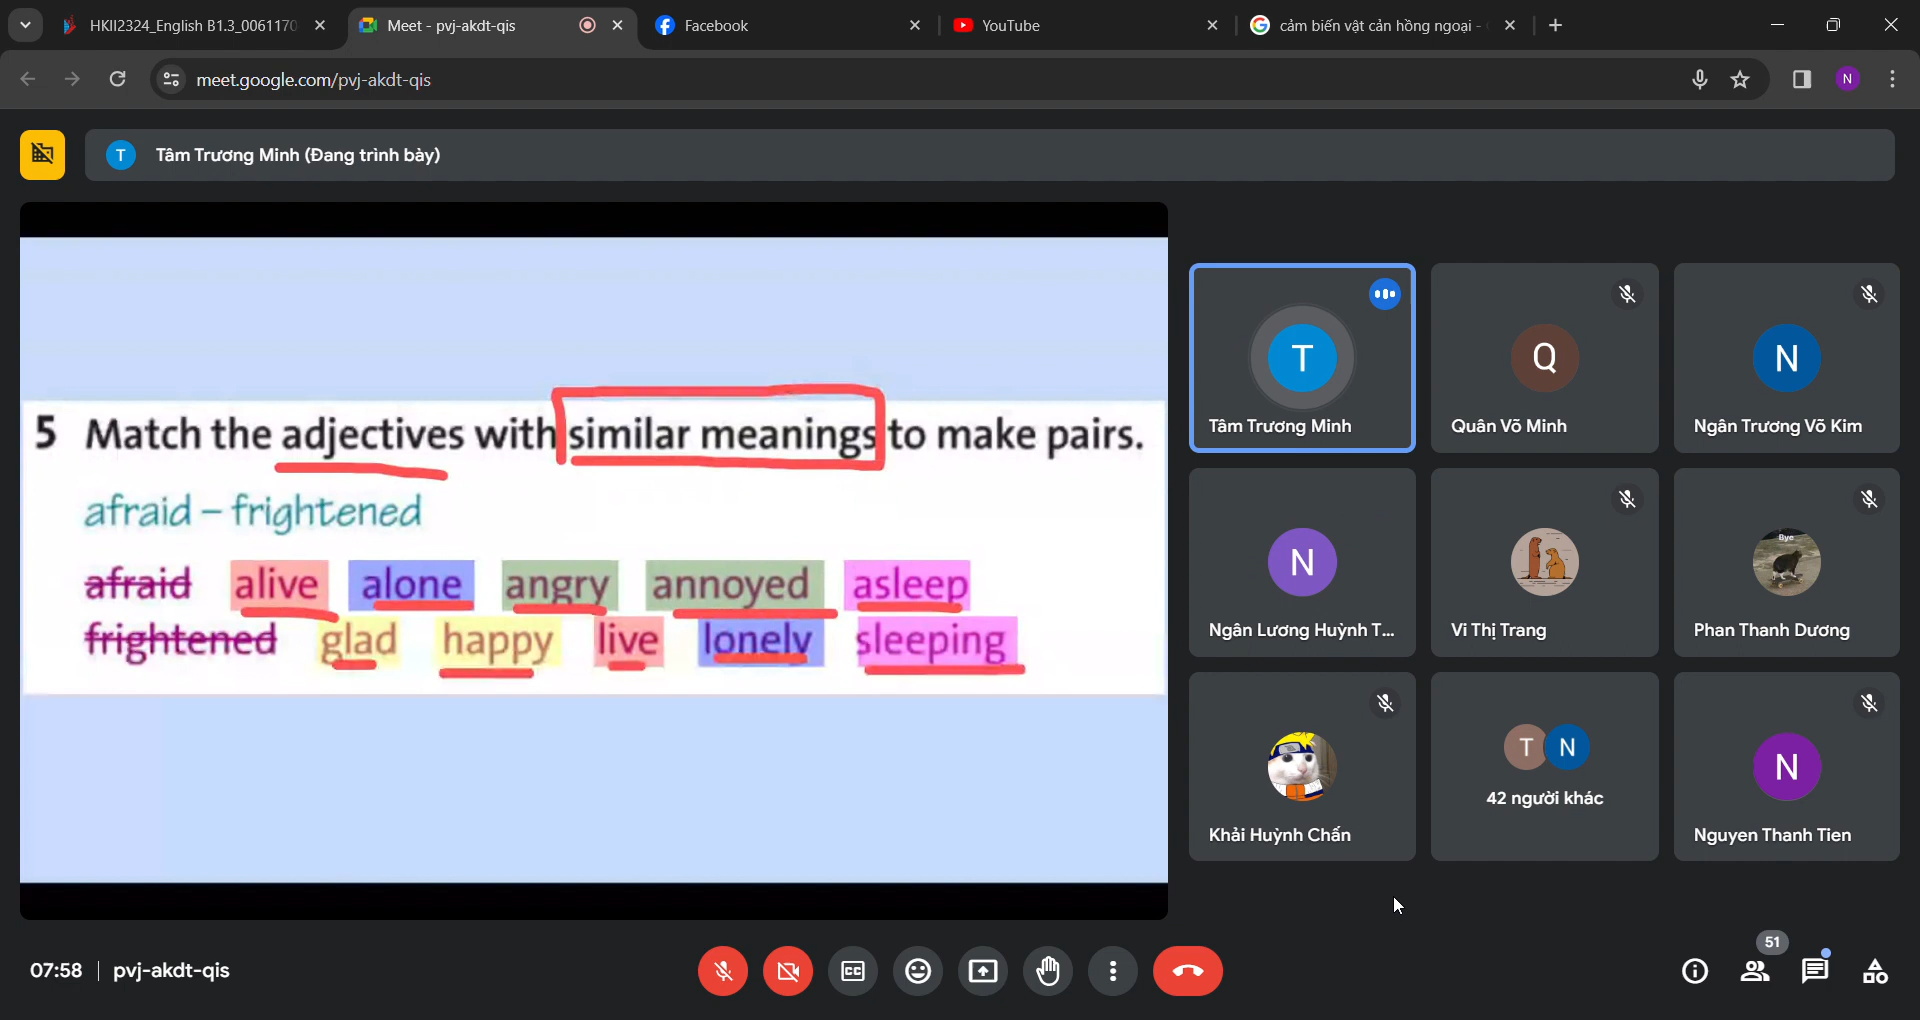 HKII2324_English B1.3_0061170
Meet - pvj-akdt-qis
Facebook
YouTube
cảm biến vật cản hồng ngoại -
meet.google.com/pvj-akdt-qis
N
T Tâm Trương Minh (Đang trình bày)
5 Match the adjectives with similar meanings to make pairs.
afraid – frightened
afraid alive alone angry annoyed asleep
frightened glad happy live lonely sleeping
T
Tâm Trương Minh
Q
Quân Võ Minh
N
Ngân Trương Võ Kim
N
Ngân Lương Huỳnh T...
Vi Thị Trang
Bye
Phan Thanh Dương
Khải Huỳnh Chấn
T N
42 người khác
N
Nguyen Thanh Tien
07:58 | pvj-akdt-qis
CC
51